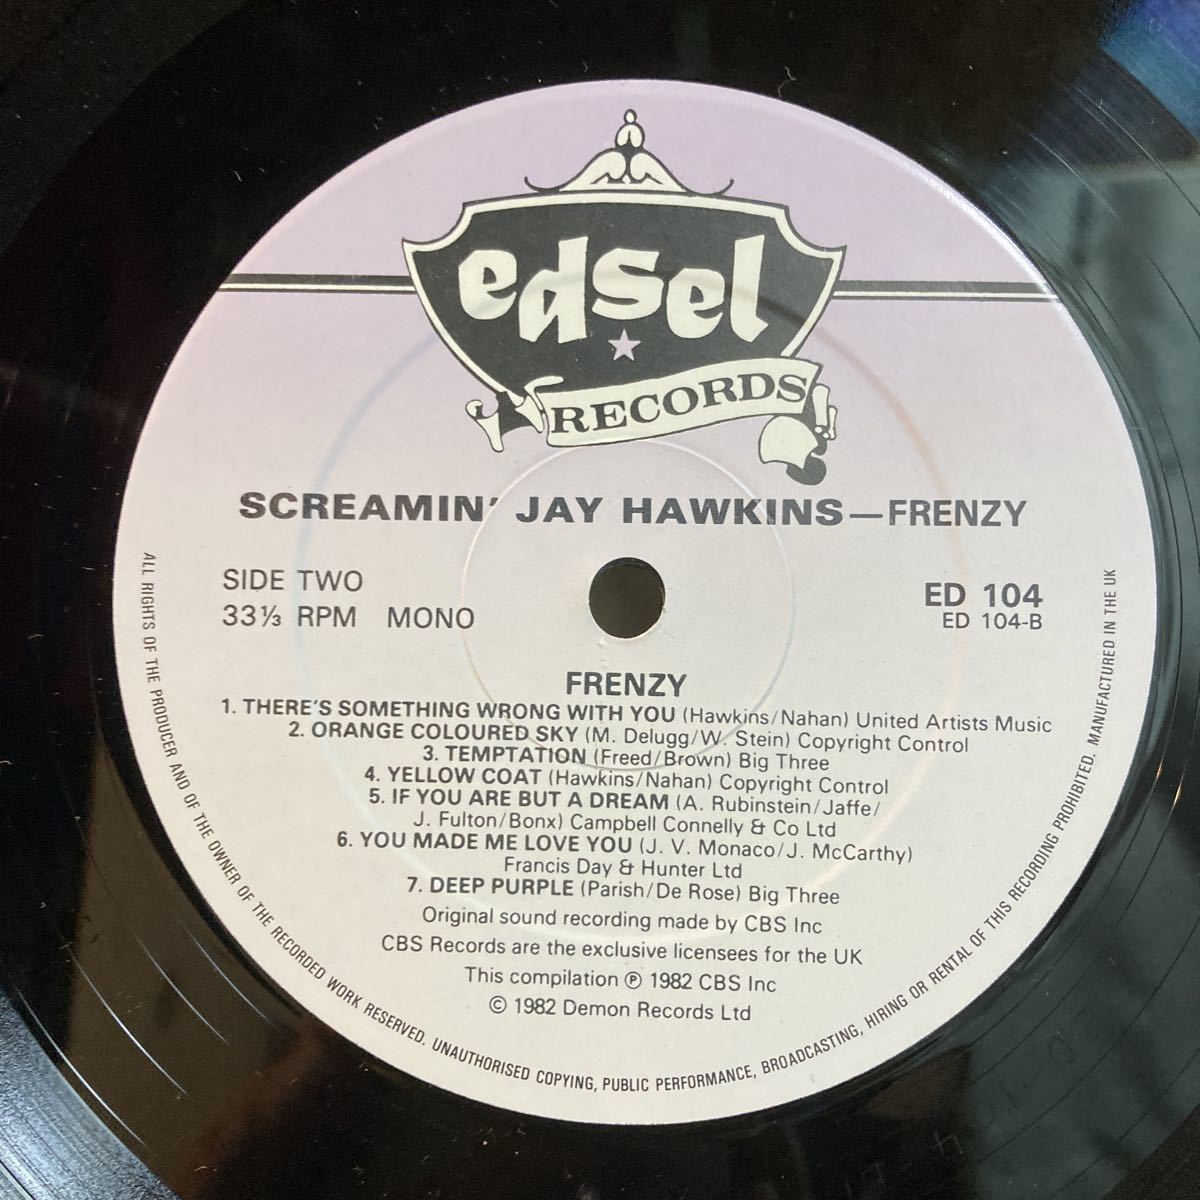 edsel
RECORDS
SCREAMIN' JAY HAWKINS—FRENZY
SIDE TWO
33⅓ RPM MONO
ED 104
ED 104-B
FRENZY
1. THERE'S SOMETHING WRONG WITH YOU (Hawkins/Nahan) United Artists Music
2. ORANGE COLOURED SKY (M. Delugg/W. Stein) Copyright Control
3. TEMPTATION (Freed/Brown) Big Three
4. YELLOW COAT (Hawkins/Nahan) Copyright Control
5. IF YOU ARE BUT A DREAM (A. Rubinstein/Jaffe/
J. Fulton/Bonx) Campbell Connelly & Co Ltd
6. YOU MADE ME LOVE YOU (J. V. Monaco/J. McCarthy)
Francis Day & Hunter Ltd
7. DEEP PURPLE (Parish/De Rose) Big Three
Original sound recording made by CBS Inc
CBS Records are the exclusive licensees for the UK
This compilation ℗ 1982 CBS Inc
© 1982 Demon Records Ltd
ALL RIGHTS OF THE PRODUCER AND OF THE OWNER OF THE RECORDED WORK RESERVED. UNAUTHORISED COPYING, PUBLIC PERFORMANCE, BROADCASTING, HIRING OR RENTAL OF THIS RECORDING PROHIBITED. MANUFACTURED IN THE UK